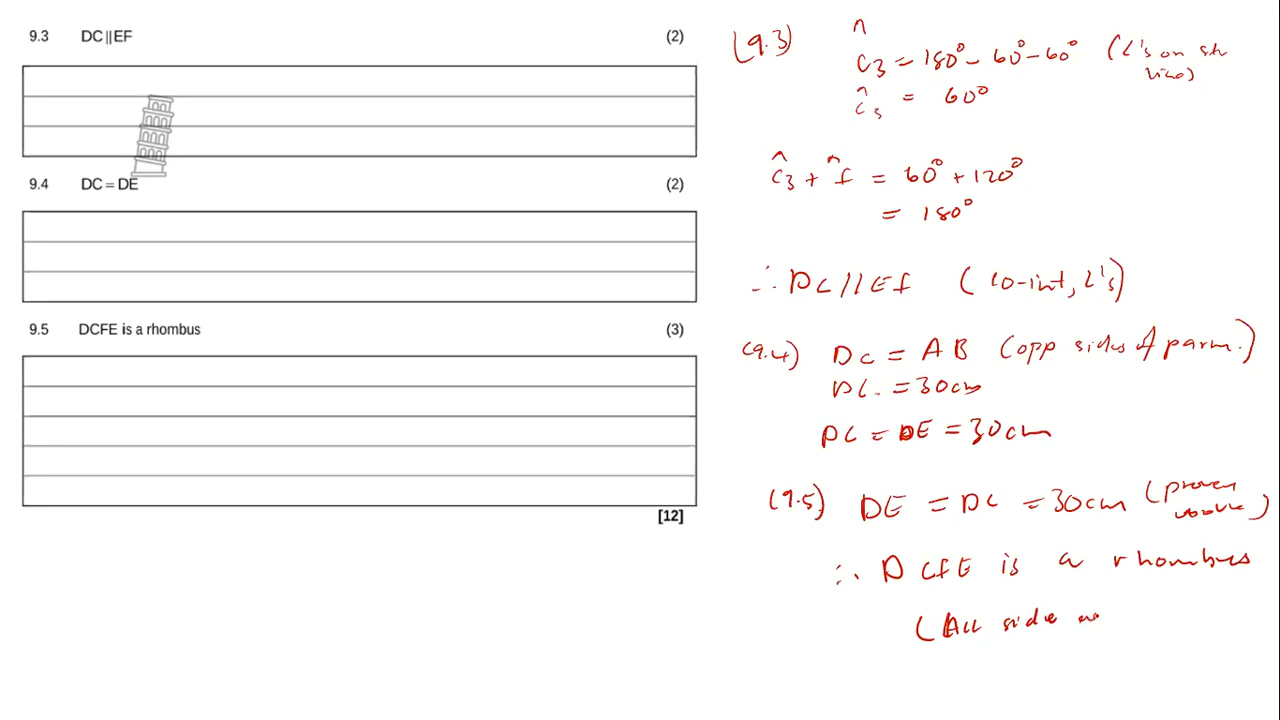 9.3 DC || EF (2)
9.4 DC = DE (2)
9.5 DCFE is a rhombus (3)
[12]
(9.3)
Ĉ3 = 180° - 60° - 60° (L's on str
line)
Ĉ3 = 60°
Ĉ3 + f̂ = 60° + 120°
= 180°
∴ DC // EF (co-int, L's)
(9.4) DC = AB (opp sides of parm.)
DC. = 30cm
DC = DE = 30cm
(9.5) DE = DC = 30cm (proven
above)
∴ DCFE is a rhombus
(All side